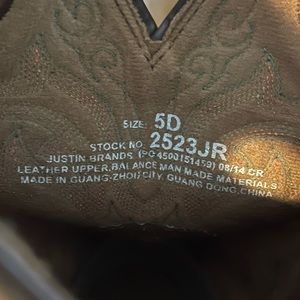 SIZE: 5D
STOCK NO. 2523JR
JUSTIN BRANDS (PO 4500151459) 08/14 CR
LEATHER UPPER,BALANCE MAN MADE MATERIALS
MADE IN GUANG-ZHOU CITY, GUANG DONG,CHINA